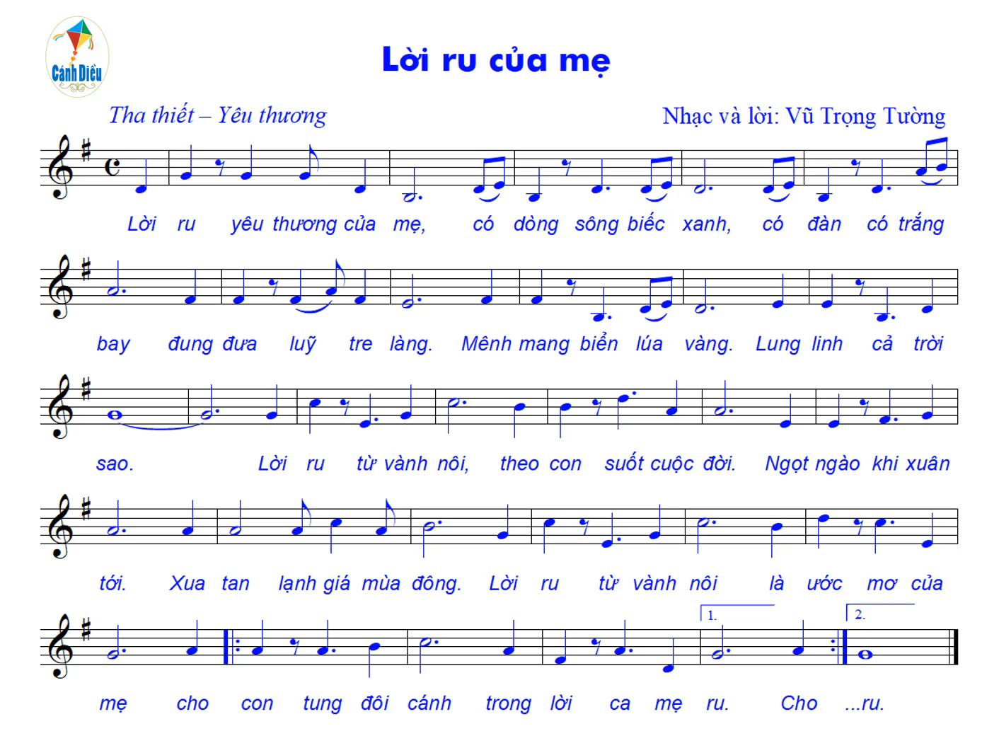 Cánh Diều
Lời ru của mẹ
Tha thiết – Yêu thương
Nhạc và lời: Vũ Trọng Tường
Lời ru yêu thương của mẹ, có dòng sông biếc xanh, có đàn có trắng
bay đung đưa luỹ tre làng. Mênh mang biển lúa vàng. Lung linh cả trời
sao. Lời ru từ vành nôi, theo con suốt cuộc đời. Ngọt ngào khi xuân
tới. Xua tan lạnh giá mùa đông. Lời ru từ vành nôi là ước mơ của
1. 2.
mẹ cho con tung đôi cánh trong lời ca mẹ ru. Cho ...ru.